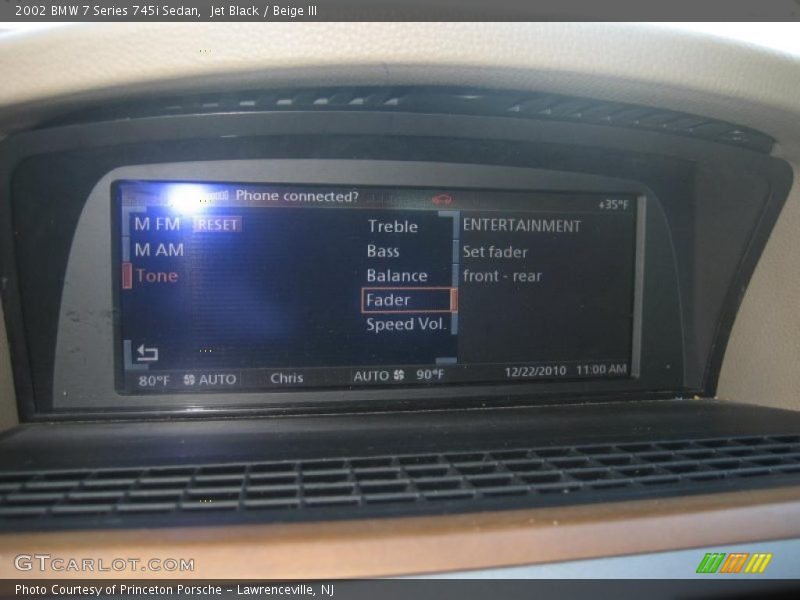 2002 BMW 7 Series 745i Sedan, Jet Black / Beige III
Phone connected?
+35°F
M FM RESET
M AM
Tone
Treble
Bass
Balance
Fader
Speed Vol.
ENTERTAINMENT
Set fader
front - rear
80°F AUTO Chris AUTO 90°F 12/22/2010 11:00 AM
GTCARLOT.COM
Photo Courtesy of Princeton Porsche - Lawrenceville, NJ